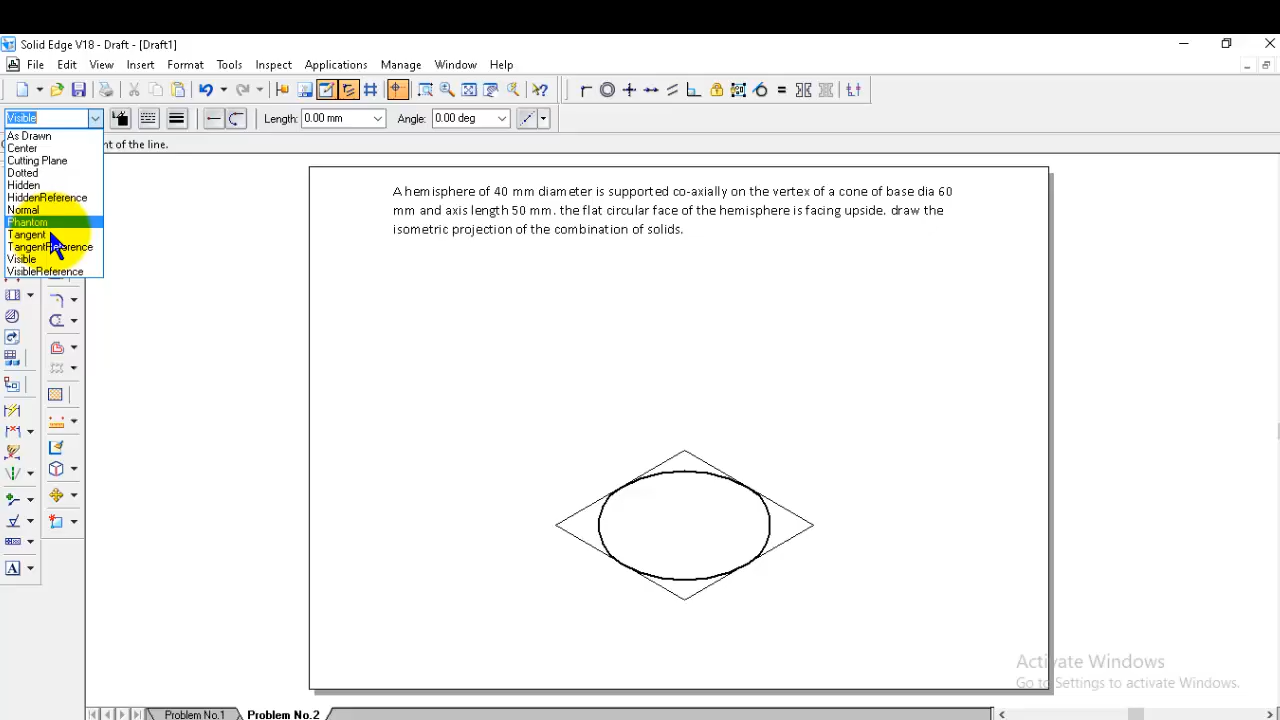 Solid Edge V18 - Draft - [Draft1]
File Edit View Insert Format Tools Inspect Applications Manage Window Help
Visible Length: 0.00 mm Angle: 0.00 deg
As Drawn
nt of the line.
Center
Cutting Plane
Dotted
Hidden
HiddenReference
Normal
Phantom
Tangent
TangentReference
Visible
VisibleReference
A hemisphere of 40 mm diameter is supported co-axially on the vertex of a cone of base dia 60
mm and axis length 50 mm. the flat circular face of the hemisphere is facing upside. draw the
isometric projection of the combination of solids.
A
Activate Windows
Go to Settings to activate Windows.
Problem No.1 Problem No.2